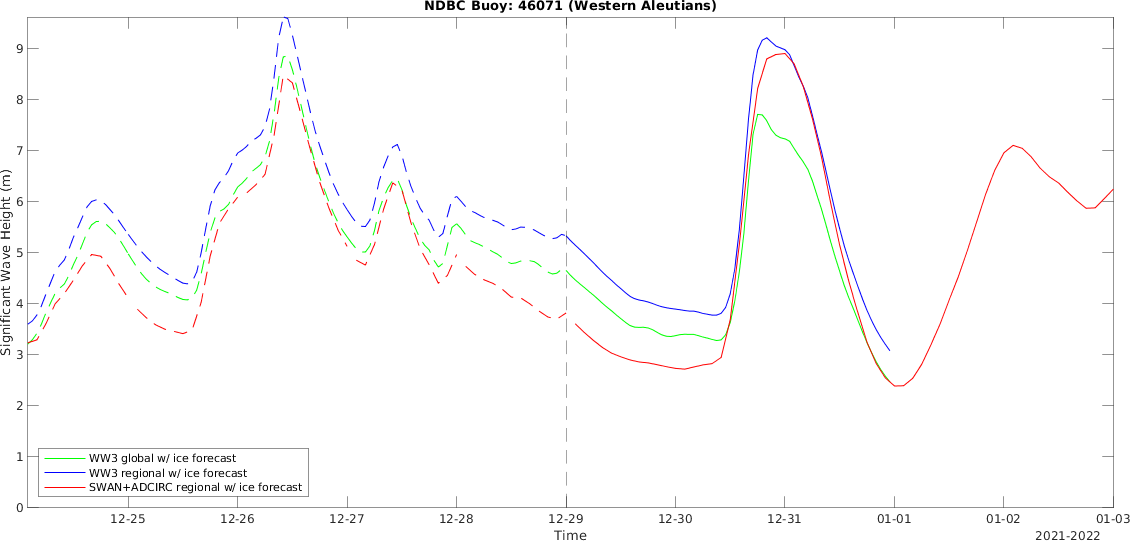 NDBC Buoy: 46071 (Western Aleutians)
Significant Wave Height (m)
9
8
7
6
5
4
3
2
1
0
WW3 global w/ ice forecast
WW3 regional w/ ice forecast
SWAN+ADCIRC regional w/ ice forecast
12-25 12-26 12-27 12-28 12-29 12-30 12-31 01-01 01-02 01-03
Time
2021-2022